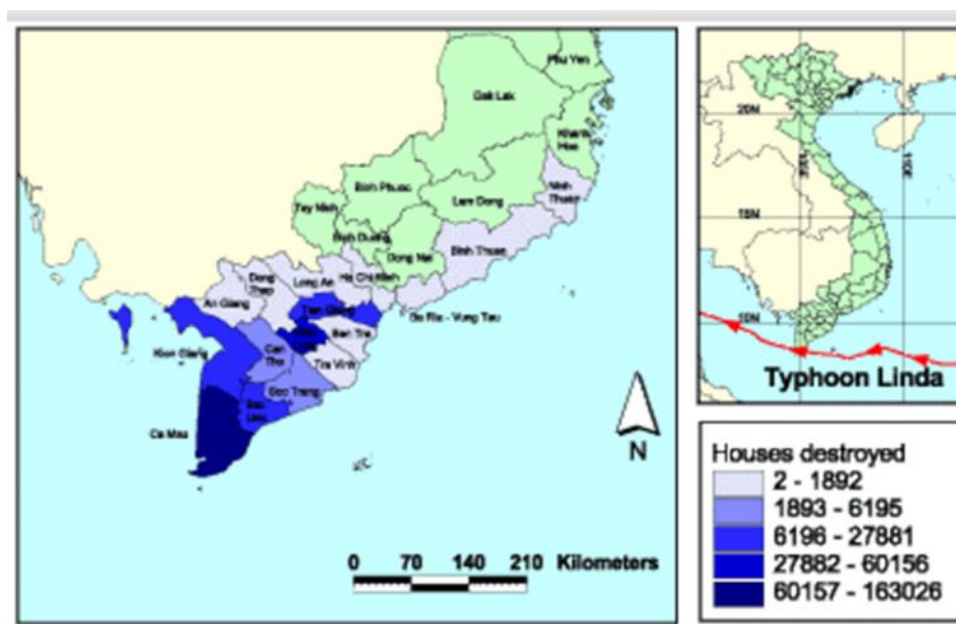 Phu Yen
Dak Lak
Khanh
Hoa
Ninh
Thuan
Binh Phuoc
Tay Ninh
Lam Dong
Binh Duong
Dong Nai
Binh Thuan
Dong
Thap
Long An
Ho Chi Minh
An Giang
Tien Giang
Ba Ria - Vung Tau
Ben Tre
Kien Giang
Can
Tho
Tra Vinh
Soc Trang
Bac
Lieu
Ca Mau
N
0 70 140 210 Kilometers
Typhoon Linda
Houses destroyed
2 - 1892
1893 - 6195
6196 - 27881
27882 - 60156
60157 - 163026